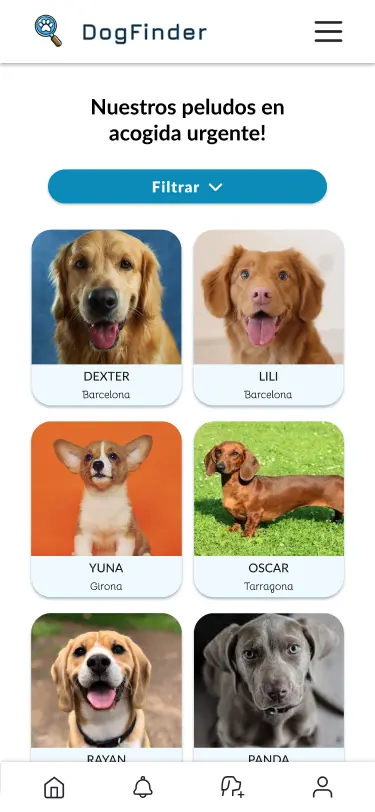 DogFinder
Nuestros peludos en
acogida urgente!
Filtrar
DEXTER
Barcelona
LILI
Barcelona
YUNA
Girona
OSCAR
Tarragona
RAYAN
PANDA